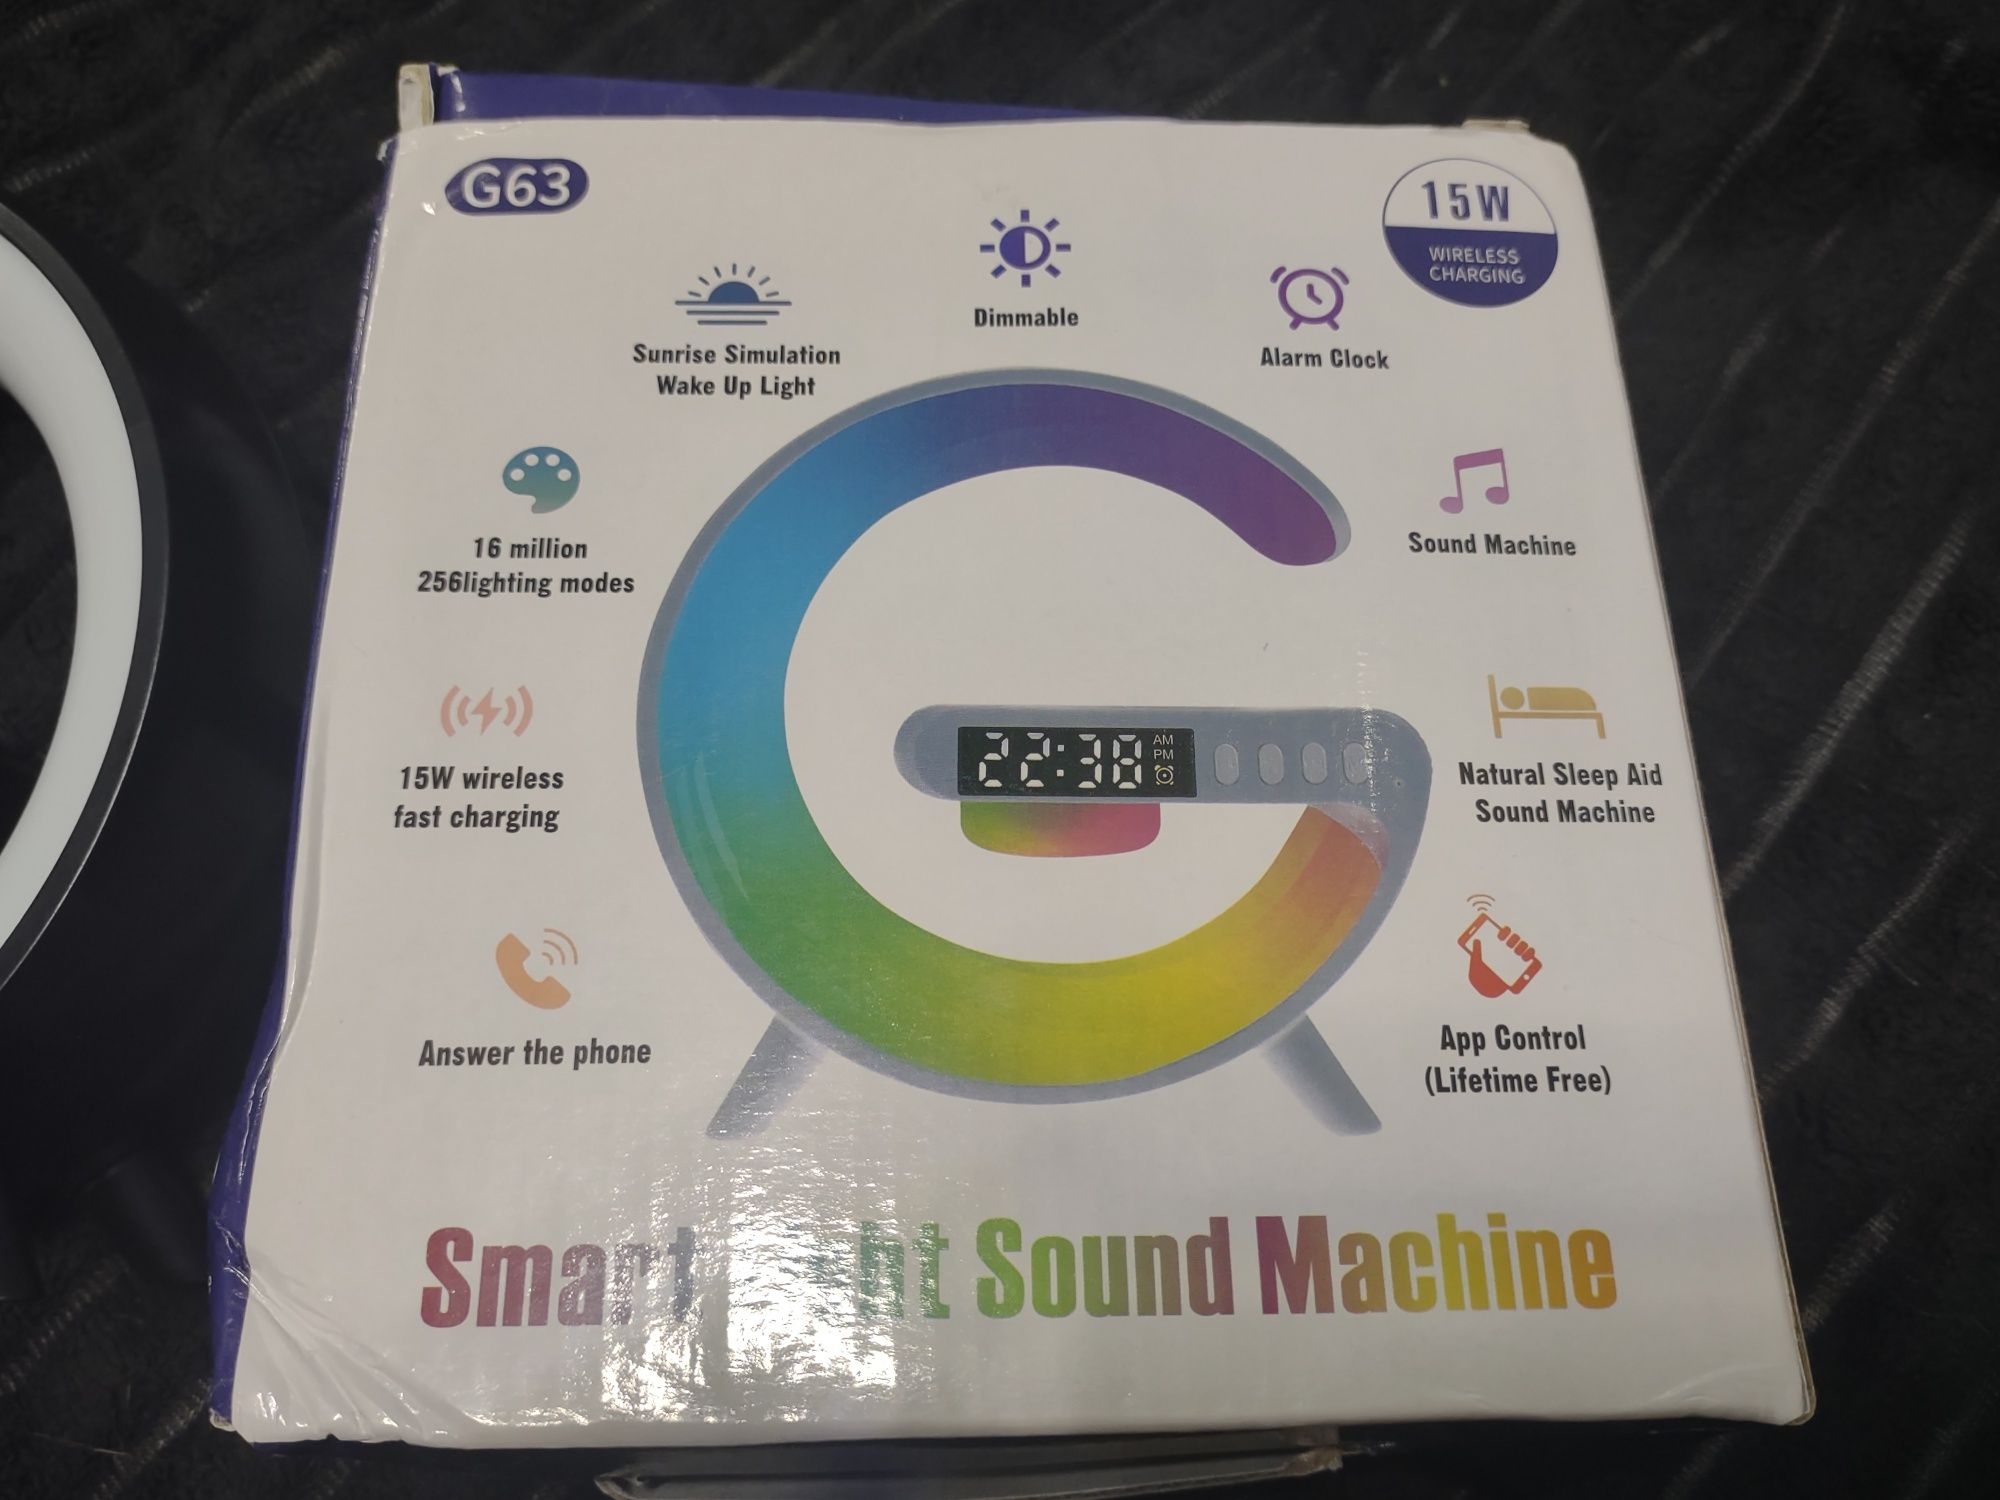 G63
15W
WIRELESS
CHARGING
Dimmable
Sunrise Simulation
Wake Up Light
Alarm Clock
16 million
256lighting modes
Sound Machine
22:38
AM
PM
15W wireless
fast charging
Natural Sleep Aid
Sound Machine
Answer the phone
App Control
(Lifetime Free)
Smart Sound Machine